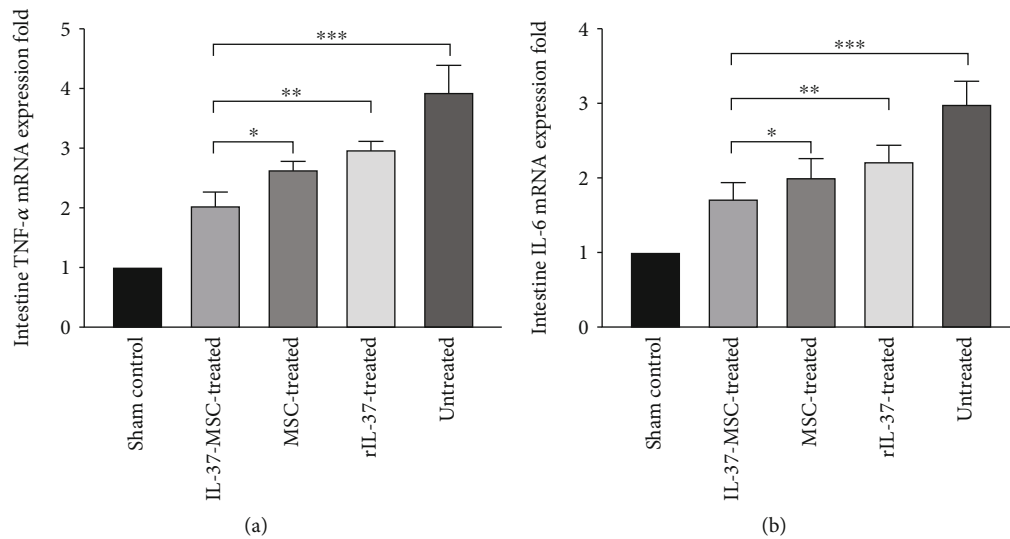 Intestine TNF-α mRNA expression fold
5
4
3
2
1
0
***
**
*
Sham control
IL-37-MSC-treated
MSC-treated
rIL-37-treated
Untreated
(a)
Intestine IL-6 mRNA expression fold
4
3
2
1
0
***
**
*
Sham control
IL-37-MSC-treated
MSC-treated
rIL-37-treated
Untreated
(b)